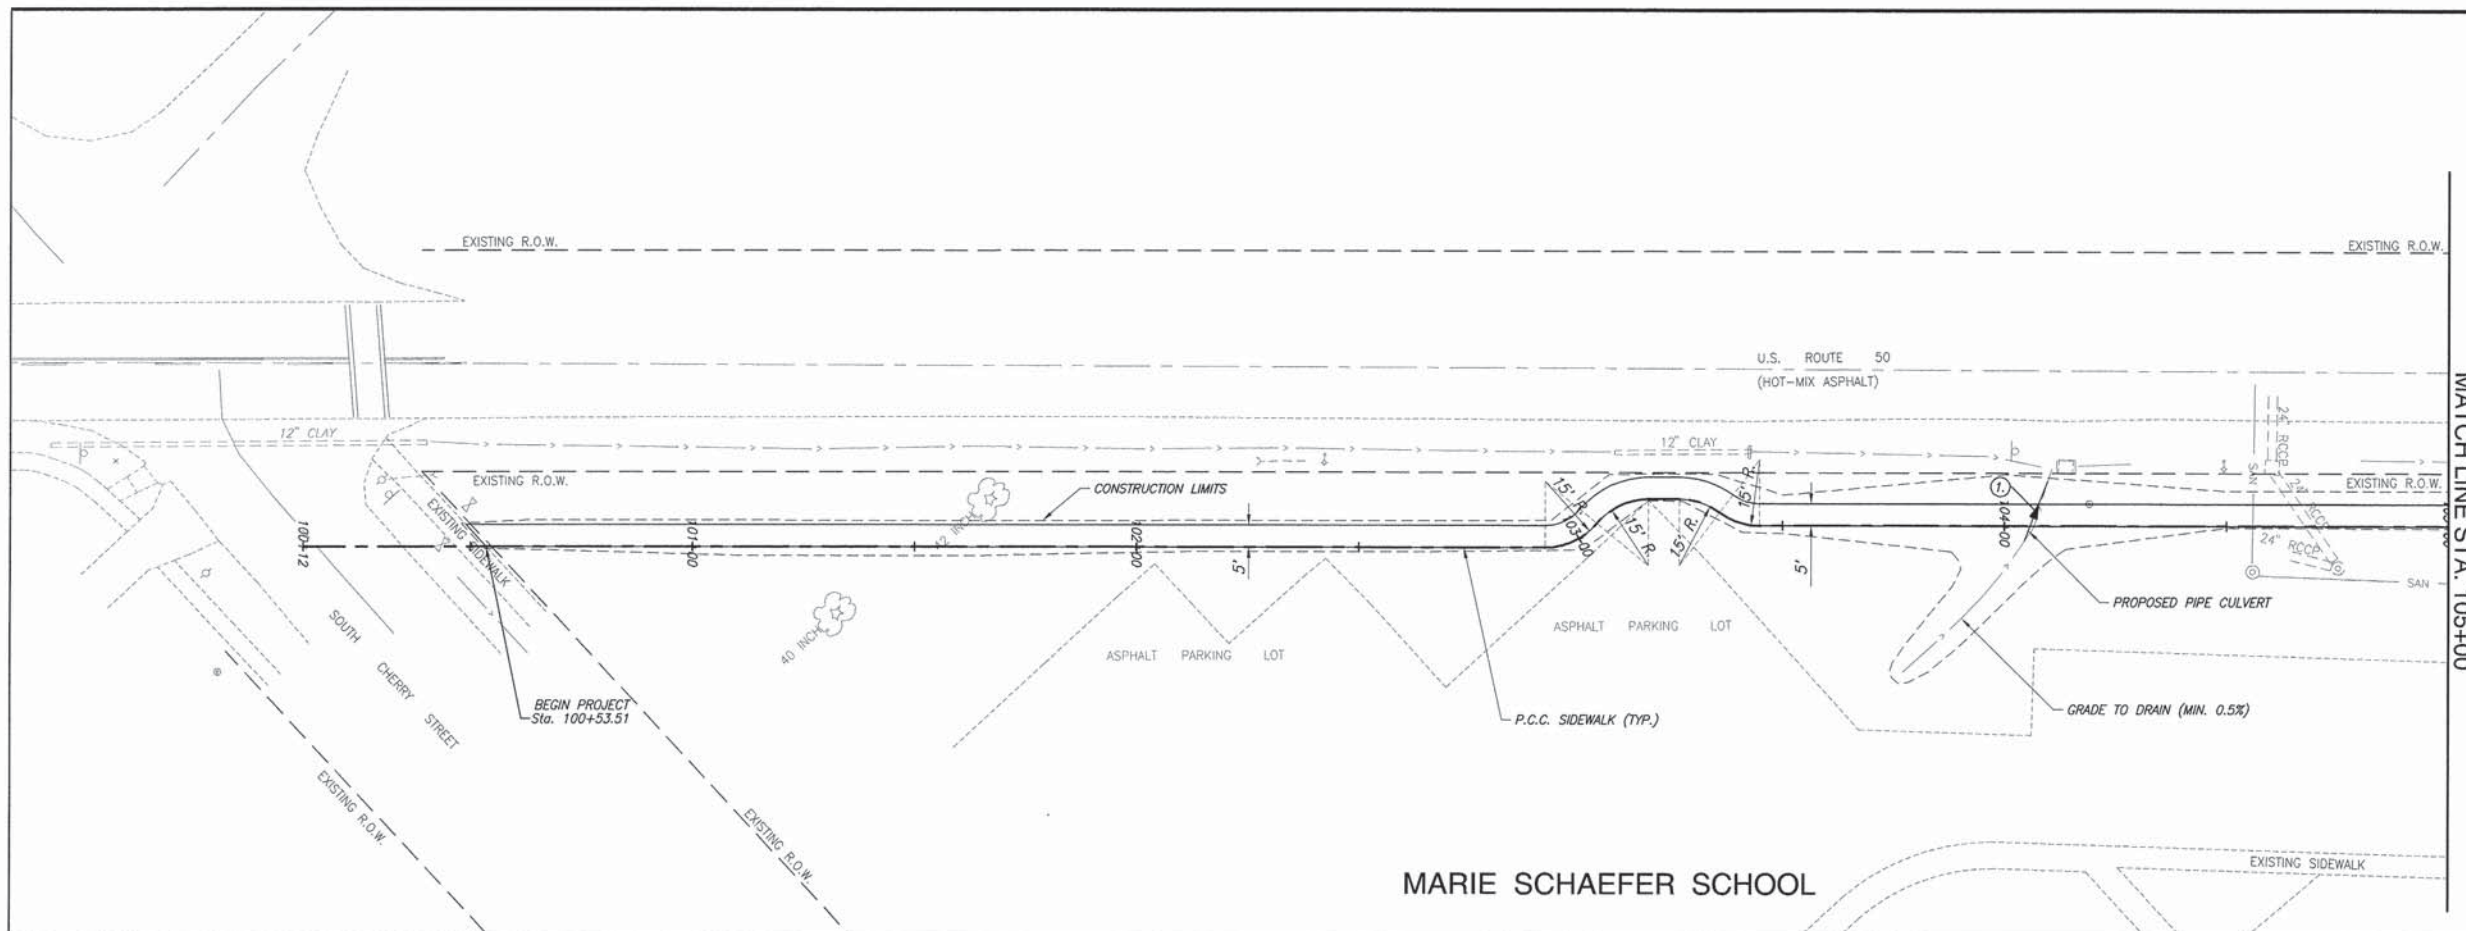 EXISTING R.O.W.
EXISTING R.O.W.
U.S. ROUTE 50
(HOT-MIX ASPHALT)
MATCH LINE STA. 105+00
12" CLAY
12" CLAY
24" RCCP
SAN
24" RCCP
24" RCCP
SAN
EXISTING R.O.W.
EXISTING R.O.W.
CONSTRUCTION LIMITS
EXISTING SIDEWALK
42 INCH
40 INCH
15' R.
15' R.
15' R.
15' R.
1.
100+12
101+00
102+00
103+00
104+00
5'
5'
PROPOSED PIPE CULVERT
ASPHALT PARKING LOT
ASPHALT PARKING LOT
SOUTH CHERRY STREET
BEGIN PROJECT
Sta. 100+53.51
P.C.C. SIDEWALK (TYP.)
GRADE TO DRAIN (MIN. 0.5%)
EXISTING R.O.W.
EXISTING R.O.W.
MARIE SCHAEFER SCHOOL
EXISTING SIDEWALK